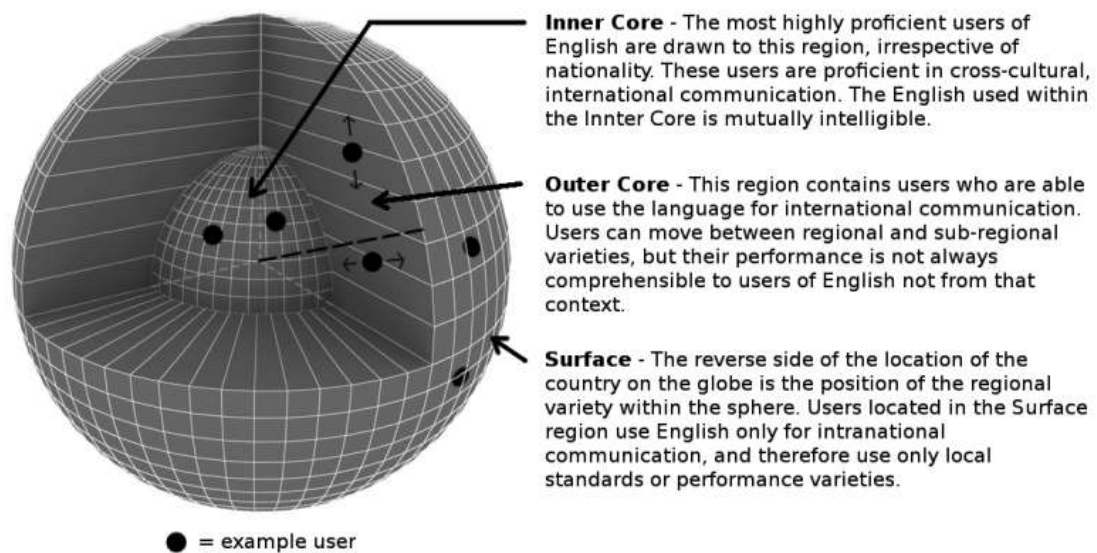 Inner Core - The most highly proficient users of
English are drawn to this region, irrespective of
nationality. These users are proficient in cross-cultural,
international communication. The English used within
the Innter Core is mutually intelligible.
Outer Core - This region contains users who are able
to use the language for international communication.
Users can move between regional and sub-regional
varieties, but their performance is not always
comprehensible to users of English not from that
context.
Surface - The reverse side of the location of the
country on the globe is the position of the regional
variety within the sphere. Users located in the Surface
region use English only for intranational
communication, and therefore use only local
standards or performance varieties.
= example user